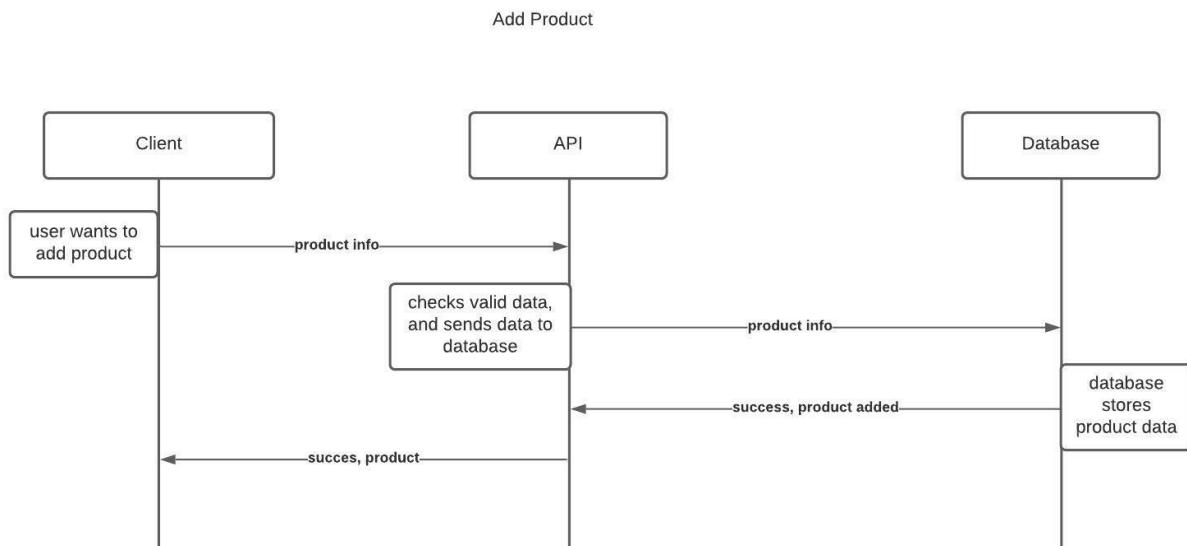 Add Product
Client
API
Database
user wants to
add product
product info
checks valid data,
and sends data to
database
product info
database
stores
product data
success, product added
succes, product